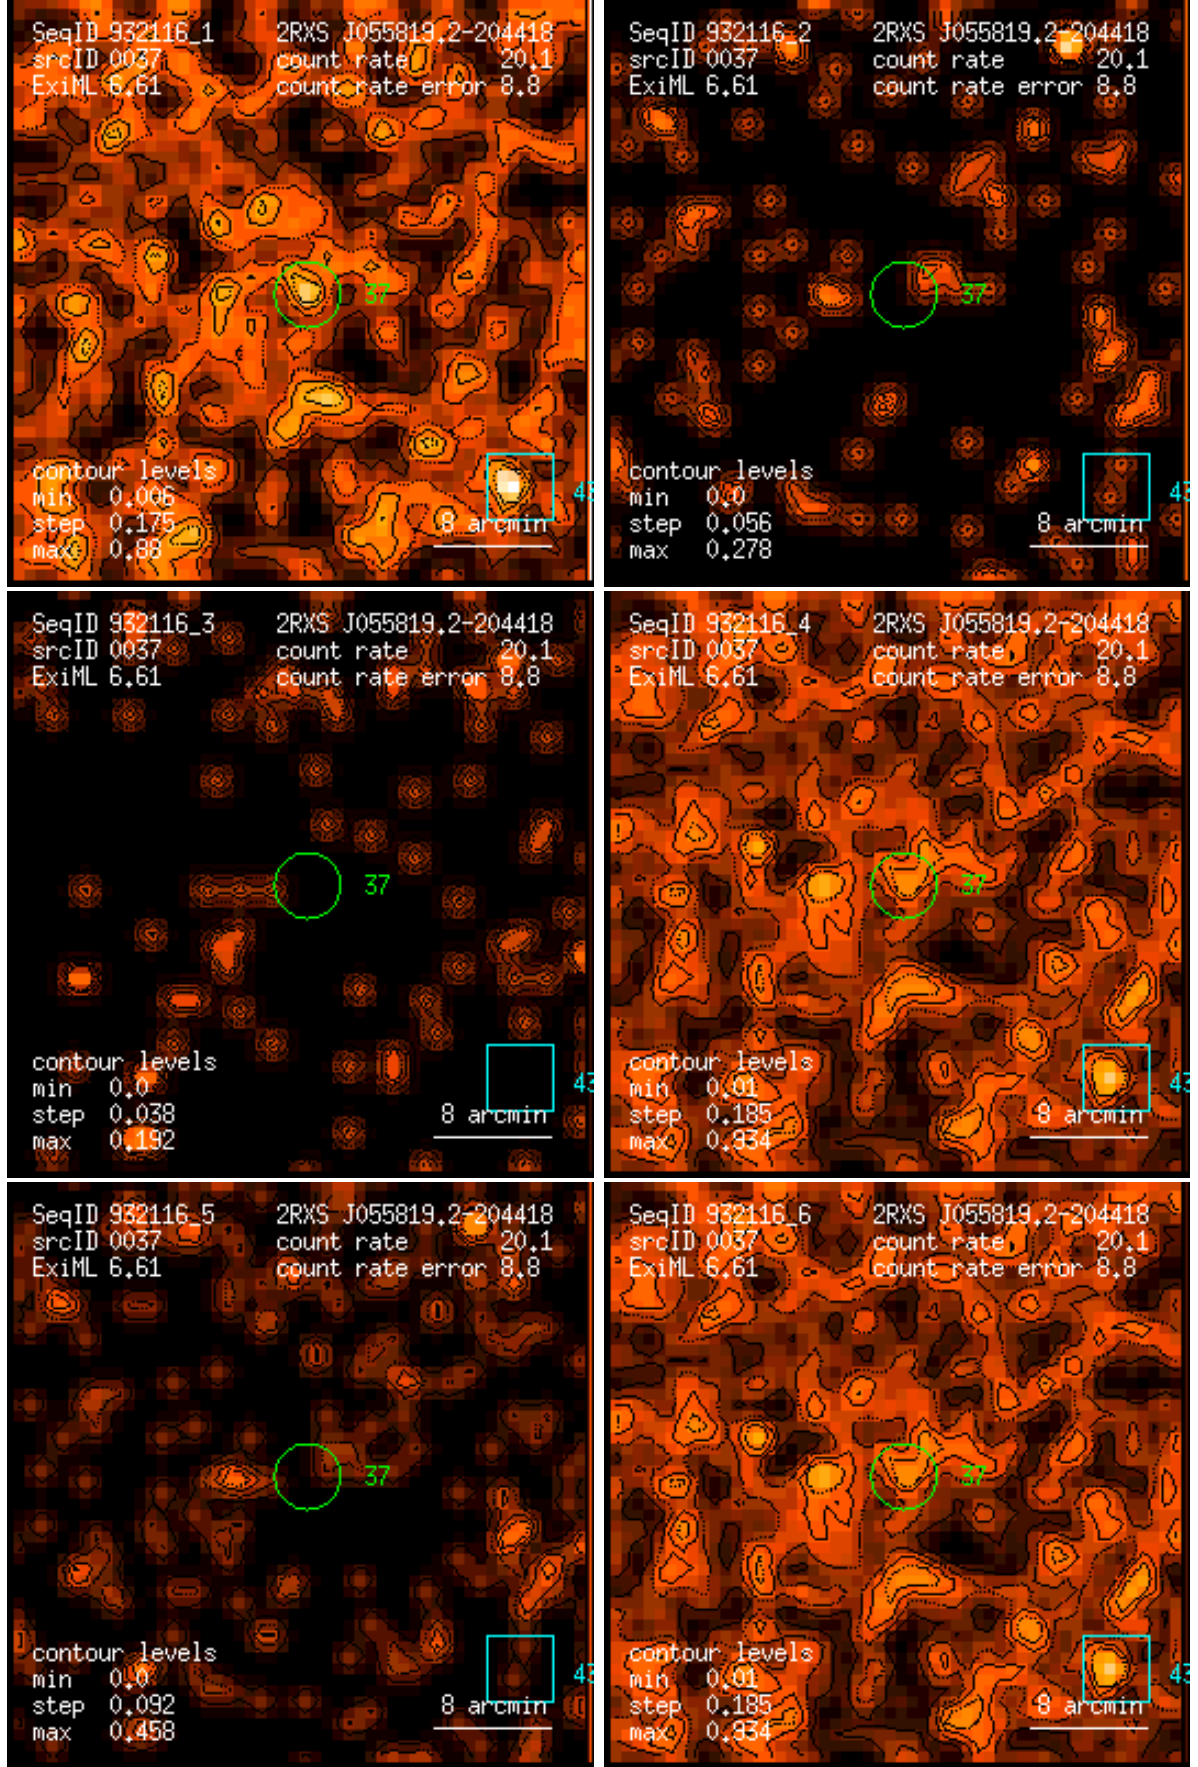 SeqID 932116_1 2RXS J055819.2-204418
srcID 0037 count rate 20.1
ExiML 6.61 count rate error 8.8
37
contour levels
min 0.006
43
step 0.175
8 arcmin
max 0.88
SeqID 932116_2 2RXS J055819.2-204418
srcID 0037 count rate 20.1
ExiML 6.61 count rate error 8.8
37
contour levels
min 0.0
43
step 0.056
8 arcmin
max 0.278
SeqID 932116_3 2RXS J055819.2-204418
srcID 0037 count rate 20.1
ExiML 6.61 count rate error 8.8
37
contour levels
min 0.0
43
step 0.038
8 arcmin
max 0.192
SeqID 932116_4 2RXS J055819.2-204418
srcID 0037 count rate 20.1
ExiML 6.61 count rate error 8.8
37
contour levels
min 0.01
43
step 0.185
8 arcmin
max 0.934
SeqID 932116_5 2RXS J055819.2-204418
srcID 0037 count rate 20.1
ExiML 6.61 count rate error 8.8
37
contour levels
min 0.0
43
step 0.092
8 arcmin
max 0.458
SeqID 932116_6 2RXS J055819.2-204418
srcID 0037 count rate 20.1
ExiML 6.61 count rate error 8.8
37
contour levels
min 0.01
43
step 0.185
8 arcmin
max 0.934